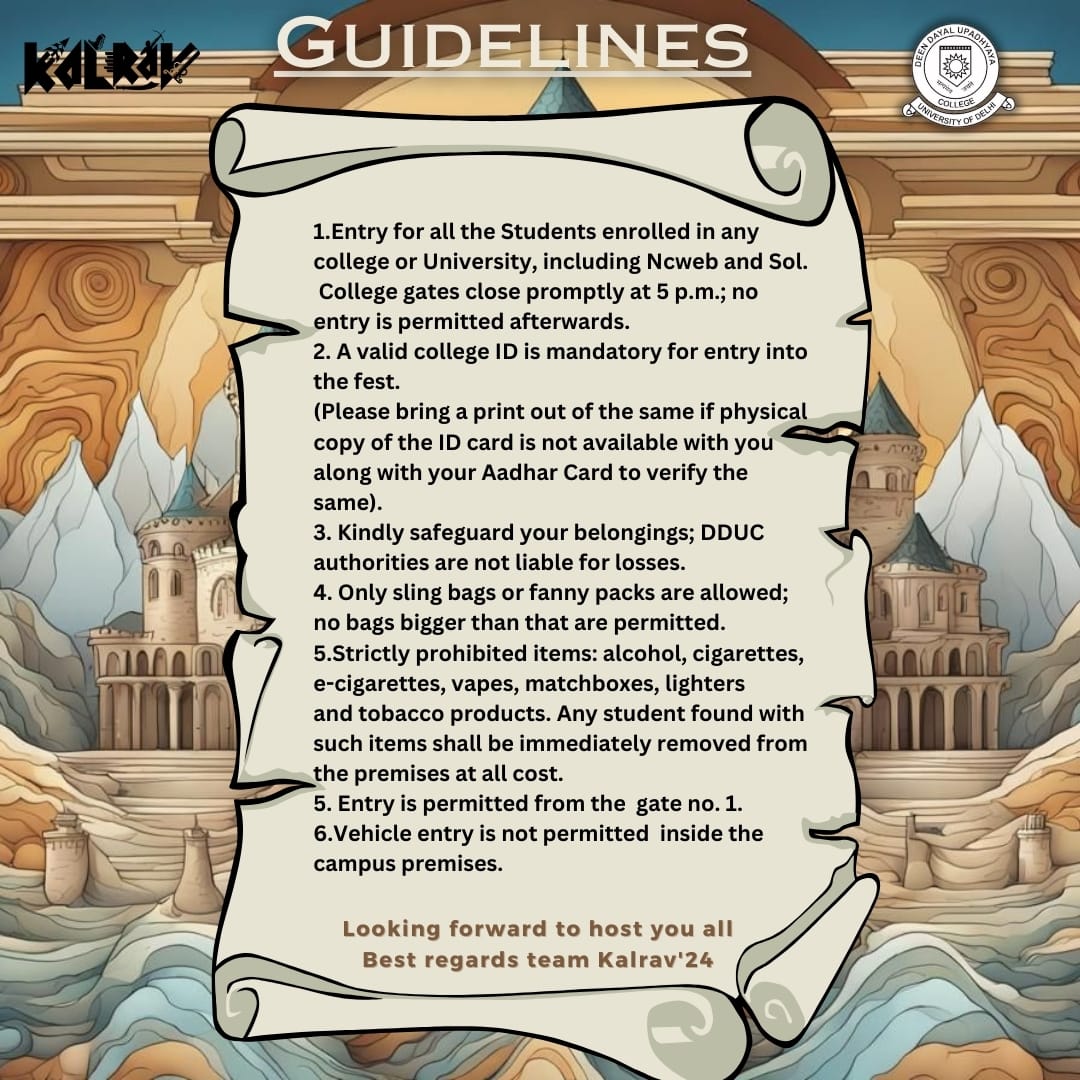 KALRAV
GUIDELINES
DEEN DAYAL UPADHYAYA
COLLEGE
UNIVERSITY OF DELHI
1.Entry for all the Students enrolled in any
college or University, including Ncweb and Sol.
College gates close promptly at 5 p.m.; no
entry is permitted afterwards.
2. A valid college ID is mandatory for entry into
the fest.
(Please bring a print out of the same if physical
copy of the ID card is not available with you
along with your Aadhar Card to verify the
same).
3. Kindly safeguard your belongings; DDUC
authorities are not liable for losses.
4. Only sling bags or fanny packs are allowed;
no bags bigger than that are permitted.
5.Strictly prohibited items: alcohol, cigarettes,
e-cigarettes, vapes, matchboxes, lighters
and tobacco products. Any student found with
such items shall be immediately removed from
the premises at all cost.
5. Entry is permitted from the  gate no. 1.
6.Vehicle entry is not permitted  inside the
campus premises.
Looking forward to host you all
Best regards team Kalrav'24